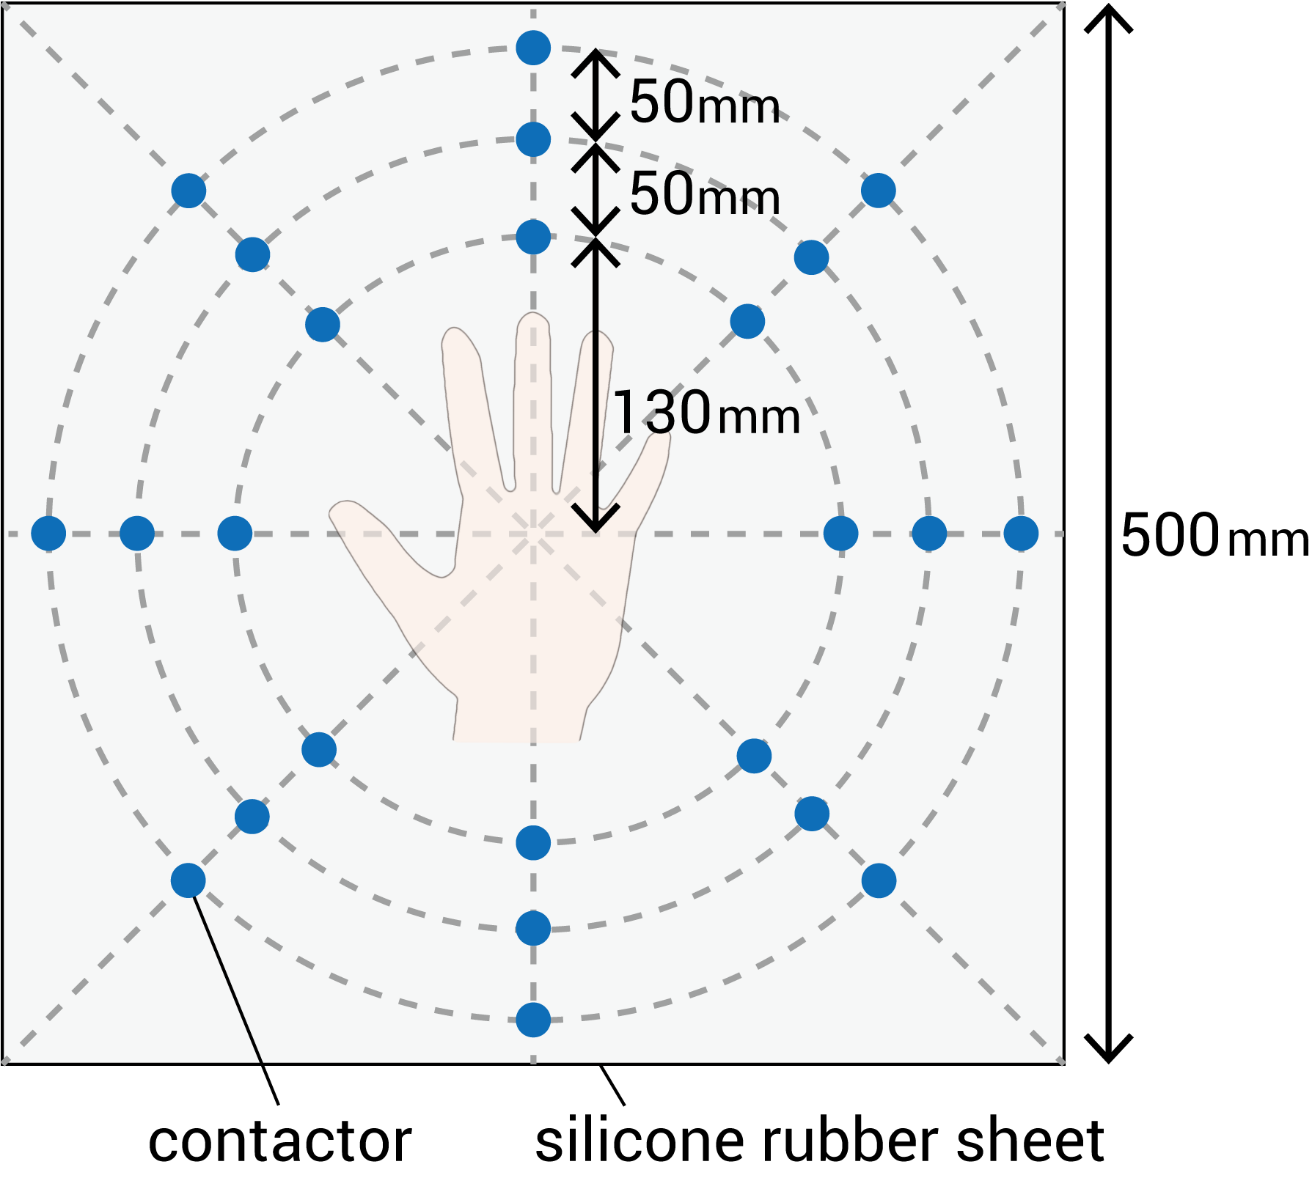 50mm
50mm
130mm
500mm
contactor
silicone rubber sheet